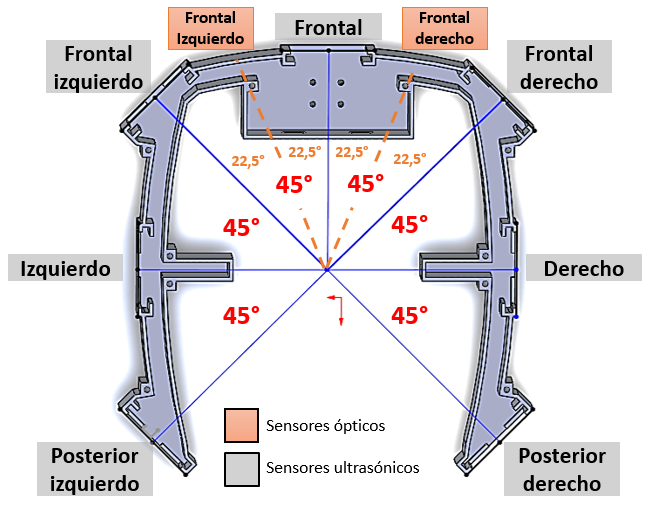 Frontal
Izquierdo
Frontal
Frontal
derecho
Frontal
izquierdo
Frontal
derecho
22,5°
22,5°
22,5°
22,5°
45°
45°
45°
45°
Izquierdo
Derecho
45°
45°
Sensores ópticos
Posterior
izquierdo
Sensores ultrasónicos
Posterior
derecho